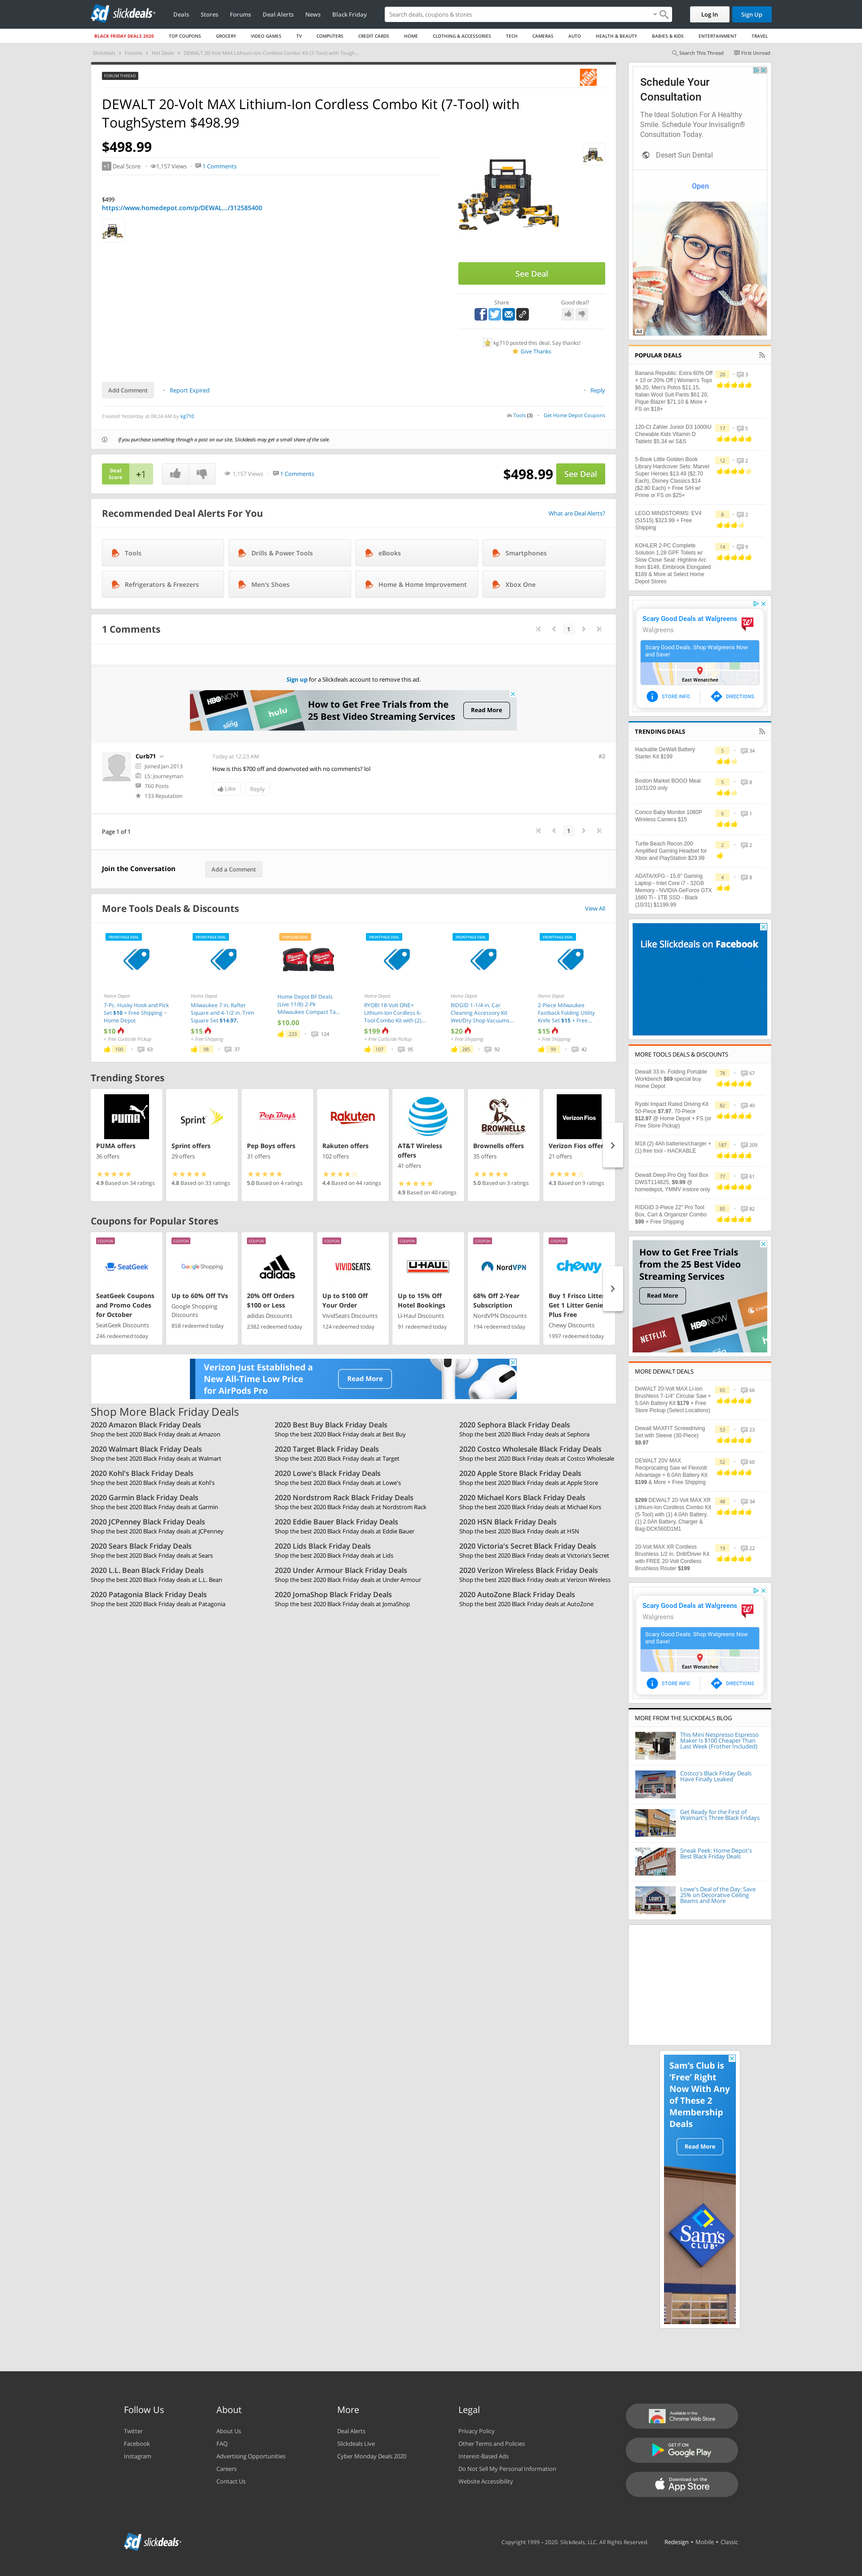 slickdeals
Deals Stores Forums Deal Alerts News Black Friday
Search deals, coupons & stores
Log In Sign Up
BLACK FRIDAY DEALS 2020 TOP COUPONS GROCERY VIDEO GAMES TV COMPUTERS CREDIT CARDS HOME CLOTHING & ACCESSORIES TECH CAMERAS AUTO HEALTH & BEAUTY BABIES & KIDS ENTERTAINMENT TRAVEL
Slickdeals Forums Hot Deals DEWALT 20-Volt MAX Lithium-Ion Cordless Combo Kit (7-Tool) with Tough...
Search This Thread First Unread
FORUM THREAD
DEWALT 20-Volt MAX Lithium-Ion Cordless Combo Kit (7-Tool) with
ToughSystem $498.99
$498.99
+1 Deal Score 1,157 Views 1 Comments
$499
https://www.homedepot.com/p/DEWAL.../312585400
See Deal
Share Good deal?
kg710 posted this deal. Say thanks!
Give Thanks
Add Comment Report Expired Reply
Created Yesterday at 08:24 AM by kg710
in Tools (3) Get Home Depot Coupons
If you purchase something through a post on our site, Slickdeals may get a small share of the sale.
Deal
Score
+1
1,157 Views 1 Comments
$498.99 See Deal
Recommended Deal Alerts For You
What are Deal Alerts?
Tools Drills & Power Tools eBooks Smartphones
Refrigerators & Freezers Men's Shoes Home & Home Improvement Xbox One
1 Comments
1
Sign up for a Slickdeals account to remove this ad.
HBO NOW
sling
hulu
How to Get Free Trials from the
25 Best Video Streaming Services
Read More
Curb71
Joined Jan 2013
L5: Journeyman
760 Posts
133 Reputation
Today at 12:23 AM
#2
How is this $700 off and downvoted with no comments? lol
Like Reply
Page 1 of 1
1
Join the Conversation
Add a Comment
More Tools Deals & Discounts
View All
FRONTPAGE DEAL
Home Depot
7-Pc. Husky Hook and Pick
Set $10 + Free Shipping ~
Home Depot
$10
+ Free Curbside Pickup
100 63
FRONTPAGE DEAL
Home Depot
Milwaukee 7 in. Rafter
Square and 4-1/2 in. Trim
Square Set $14.97.
$15
+ Free Shipping
98 37
POPULAR DEAL
Home Depot BF Deals
(Live 11/8) 2-Pk
Milwaukee Compact Ta...
$10.00
233 124
FRONTPAGE DEAL
Home Depot
RYOBI 18-Volt ONE+
Lithium-Ion Cordless 6-
Tool Combo Kit with (2)...
$199
+ Free Curbside Pickup
107 95
FRONTPAGE DEAL
Home Depot
RIDGID 1-1/4 in. Car
Cleaning Accessory Kit
Wet/Dry Shop Vacuums...
$20
+ Free Shipping
285 92
FRONTPAGE DEAL
Home Depot
2-Piece Milwaukee
Fastback Folding Utility
Knife Set $15 + Free...
$15
+ Free Shipping
99 42
Trending Stores
PUMA
PUMA offers
36 offers
4.9 Based on 34 ratings
Sprint
Sprint offers
29 offers
4.8 Based on 33 ratings
Pep Boys
Pep Boys offers
31 offers
5.0 Based on 4 ratings
Rakuten
Rakuten offers
102 offers
4.4 Based on 44 ratings
AT&T
AT&T Wireless
offers
41 offers
4.9 Based on 40 ratings
BROWNELLS
Brownells offers
35 offers
5.0 Based on 3 ratings
Verizon Fios
Verizon Fios offers
21 offers
4.3 Based on 9 ratings
Coupons for Popular Stores
COUPON
SeatGeek
SeatGeek Coupons
and Promo Codes
for October
SeatGeek Discounts
246 redeemed today
COUPON
Google Shopping
Up to 60% Off TVs
Google Shopping
Discounts
858 redeemed today
COUPON
adidas
20% Off Orders
$100 or Less
adidas Discounts
2382 redeemed today
COUPON
VIVIDSEATS
Up to $100 Off
Your Order
VividSeats Discounts
124 redeemed today
COUPON
U-HAUL
Up to 15% Off
Hotel Bookings
U-Haul Discounts
91 redeemed today
COUPON
NordVPN
68% Off 2-Year
Subscription
NordVPN Discounts
194 redeemed today
COUPON
chewy
Buy 1 Frisco Litter,
Get 1 Litter Genie
Plus Free
Chewy Discounts
1997 redeemed today
Verizon Just Established a
New All-Time Low Price
for AirPods Pro
Read More
Shop More Black Friday Deals
2020 Amazon Black Friday Deals
Shop the best 2020 Black Friday deals at Amazon
2020 Best Buy Black Friday Deals
Shop the best 2020 Black Friday deals at Best Buy
2020 Sephora Black Friday Deals
Shop the best 2020 Black Friday deals at Sephora
2020 Walmart Black Friday Deals
Shop the best 2020 Black Friday deals at Walmart
2020 Target Black Friday Deals
Shop the best 2020 Black Friday deals at Target
2020 Costco Wholesale Black Friday Deals
Shop the best 2020 Black Friday deals at Costco Wholesale
2020 Kohl's Black Friday Deals
Shop the best 2020 Black Friday deals at Kohl's
2020 Lowe's Black Friday Deals
Shop the best 2020 Black Friday deals at Lowe's
2020 Apple Store Black Friday Deals
Shop the best 2020 Black Friday deals at Apple Store
2020 Garmin Black Friday Deals
Shop the best 2020 Black Friday deals at Garmin
2020 Nordstrom Rack Black Friday Deals
Shop the best 2020 Black Friday deals at Nordstrom Rack
2020 Michael Kors Black Friday Deals
Shop the best 2020 Black Friday deals at Michael Kors
2020 JCPenney Black Friday Deals
Shop the best 2020 Black Friday deals at JCPenney
2020 Eddie Bauer Black Friday Deals
Shop the best 2020 Black Friday deals at Eddie Bauer
2020 HSN Black Friday Deals
Shop the best 2020 Black Friday deals at HSN
2020 Sears Black Friday Deals
Shop the best 2020 Black Friday deals at Sears
2020 Lids Black Friday Deals
Shop the best 2020 Black Friday deals at Lids
2020 Victoria's Secret Black Friday Deals
Shop the best 2020 Black Friday deals at Victoria's Secret
2020 L.L. Bean Black Friday Deals
Shop the best 2020 Black Friday deals at L.L. Bean
2020 Under Armour Black Friday Deals
Shop the best 2020 Black Friday deals at Under Armour
2020 Verizon Wireless Black Friday Deals
Shop the best 2020 Black Friday deals at Verizon Wireless
2020 Patagonia Black Friday Deals
Shop the best 2020 Black Friday deals at Patagonia
2020 JomaShop Black Friday Deals
Shop the best 2020 Black Friday deals at JomaShop
2020 AutoZone Black Friday Deals
Shop the best 2020 Black Friday deals at AutoZone
Schedule Your
Consultation
The Ideal Solution For A Healthy
Smile. Schedule Your Invisalign®
Consultation Today.
Desert Sun Dental
Open
Ad
POPULAR DEALS
Banana Republic: Extra 60% Off
+ 10 or 20% Off | Women's Tops
$6.20, Men's Polos $11.15,
Italian Wool Suit Pants $61.20,
Pique Blazer $71.10 & More +
FS on $18+
20 3
120-Ct Zahler Junior D3 1000IU
Chewable Kids Vitamin D
Tablets $5.34 w/ S&S
17 5
5-Book Little Golden Book
Library Hardcover Sets: Marvel
Super Heroes $13.49 ($2.70
Each), Disney Classics $14
($2.80 Each) + Free S/H w/
Prime or FS on $25+
12 2
LEGO MINDSTORMS: EV4
(51515) $323.99 + Free
Shipping
8 2
KOHLER 2-PC Complete
Solution 1.28 GPF Toilets w/
Slow Close Seat: Highline Arc
from $149, Elmbrook Elongated
$189 & More at Select Home
Depot Stores
14 9
Scary Good Deals at Walgreens
Walgreens
Scary Good Deals. Shop Walgreens Now
and Save!
East Wenatchee
STORE INFO DIRECTIONS
TRENDING DEALS
Hackable DeWalt Battery
Starter Kit $199
5 34
Boston Market BOGO Meal
10/31/20 only
5 8
Conico Baby Monitor 1080P
Wireless Camera $15
6 1
Turtle Beach Recon 200
Amplified Gaming Headset for
Xbox and PlayStation $29.99
2 2
ADATA/XPG - 15.6" Gaming
Laptop - Intel Core i7 - 32GB
Memory - NVIDIA GeForce GTX
1660 Ti - 1TB SSD - Black
(10/31) $1199.99
4 8
Like Slickdeals on Facebook
MORE TOOLS DEALS & DISCOUNTS
Dewalt 33 in. Folding Portable
Workbench $69 special buy
Home Depot
78 67
Ryobi Impact Rated Driving Kit
50-Piece $7.97, 70-Piece
$12.97 @ Home Depot + FS (or
Free Store Pickup)
82 40
M18 (2) 4Ah batteries/charger +
(1) free tool - HACKABLE
187 209
Dewalt Deep Pro Org Tool Box
DWST114825, $9.99 @
homedepot, YMMV instore only
77 61
RIDGID 3-Piece 22" Pro Tool
Box, Cart & Organizer Combo
$99 + Free Shipping
85 82
How to Get Free Trials
from the 25 Best Video
Streaming Services
Read More
NETFLIX HBO NOW sling hulu
MORE DEWALT DEALS
DeWALT 20-Volt MAX Li-ion
Brushless 7-1/4" Circular Saw +
5.0Ah Battery Kit $179 + Free
Store Pickup (Select Locations)
65 66
Dewalt MAXFIT Screwdriving
Set with Sleeve (30-Piece)
$9.97
53 23
DEWALT 20V MAX
Reciprocating Saw w/ Flexvolt
Advantage + 6.0Ah Battery Kit
$199 & More + Free Shipping
52 60
$299 DEWALT 20-Volt MAX XR
Lithium-Ion Cordless Combo Kit
(5-Tool) with (1) 4.0Ah Battery,
(1) 2.0Ah Battery, Charger &
Bag-DCK560D1M1
48 34
20-Volt MAX XR Cordless
Brushless 1/2 in. Drill/Driver Kit
with FREE 20-Volt Cordless
Brushless Router $199
19 22
Scary Good Deals at Walgreens
Walgreens
Scary Good Deals. Shop Walgreens Now
and Save!
East Wenatchee
STORE INFO DIRECTIONS
MORE FROM THE SLICKDEALS BLOG
This Mini Nespresso Espresso
Maker Is $100 Cheaper Than
Last Week (Frother Included)
Costco's Black Friday Deals
Have Finally Leaked
Get Ready for the First of
Walmart's Three Black Fridays
Sneak Peek: Home Depot's
Best Black Friday Deals
Lowe's Deal of the Day: Save
25% on Decorative Ceiling
Beams and More
Sam's Club is
'Free' Right
Now With Any
of These 2
Membership
Deals
Read More
Sam's
CLUB
Follow Us
Twitter
Facebook
Instagram
About
About Us
FAQ
Advertising Opportunities
Careers
Contact Us
More
Deal Alerts
Slickdeals Live
Cyber Monday Deals 2020
Legal
Privacy Policy
Other Terms and Policies
Interest-Based Ads
Do Not Sell My Personal Information
Website Accessibility
Available in the
Chrome Web Store
GET IT ON
Google Play
Download on the
App Store
slickdeals
Copyright 1999 - 2020. Slickdeals, LLC. All Rights Reserved. Redesign • Mobile • Classic